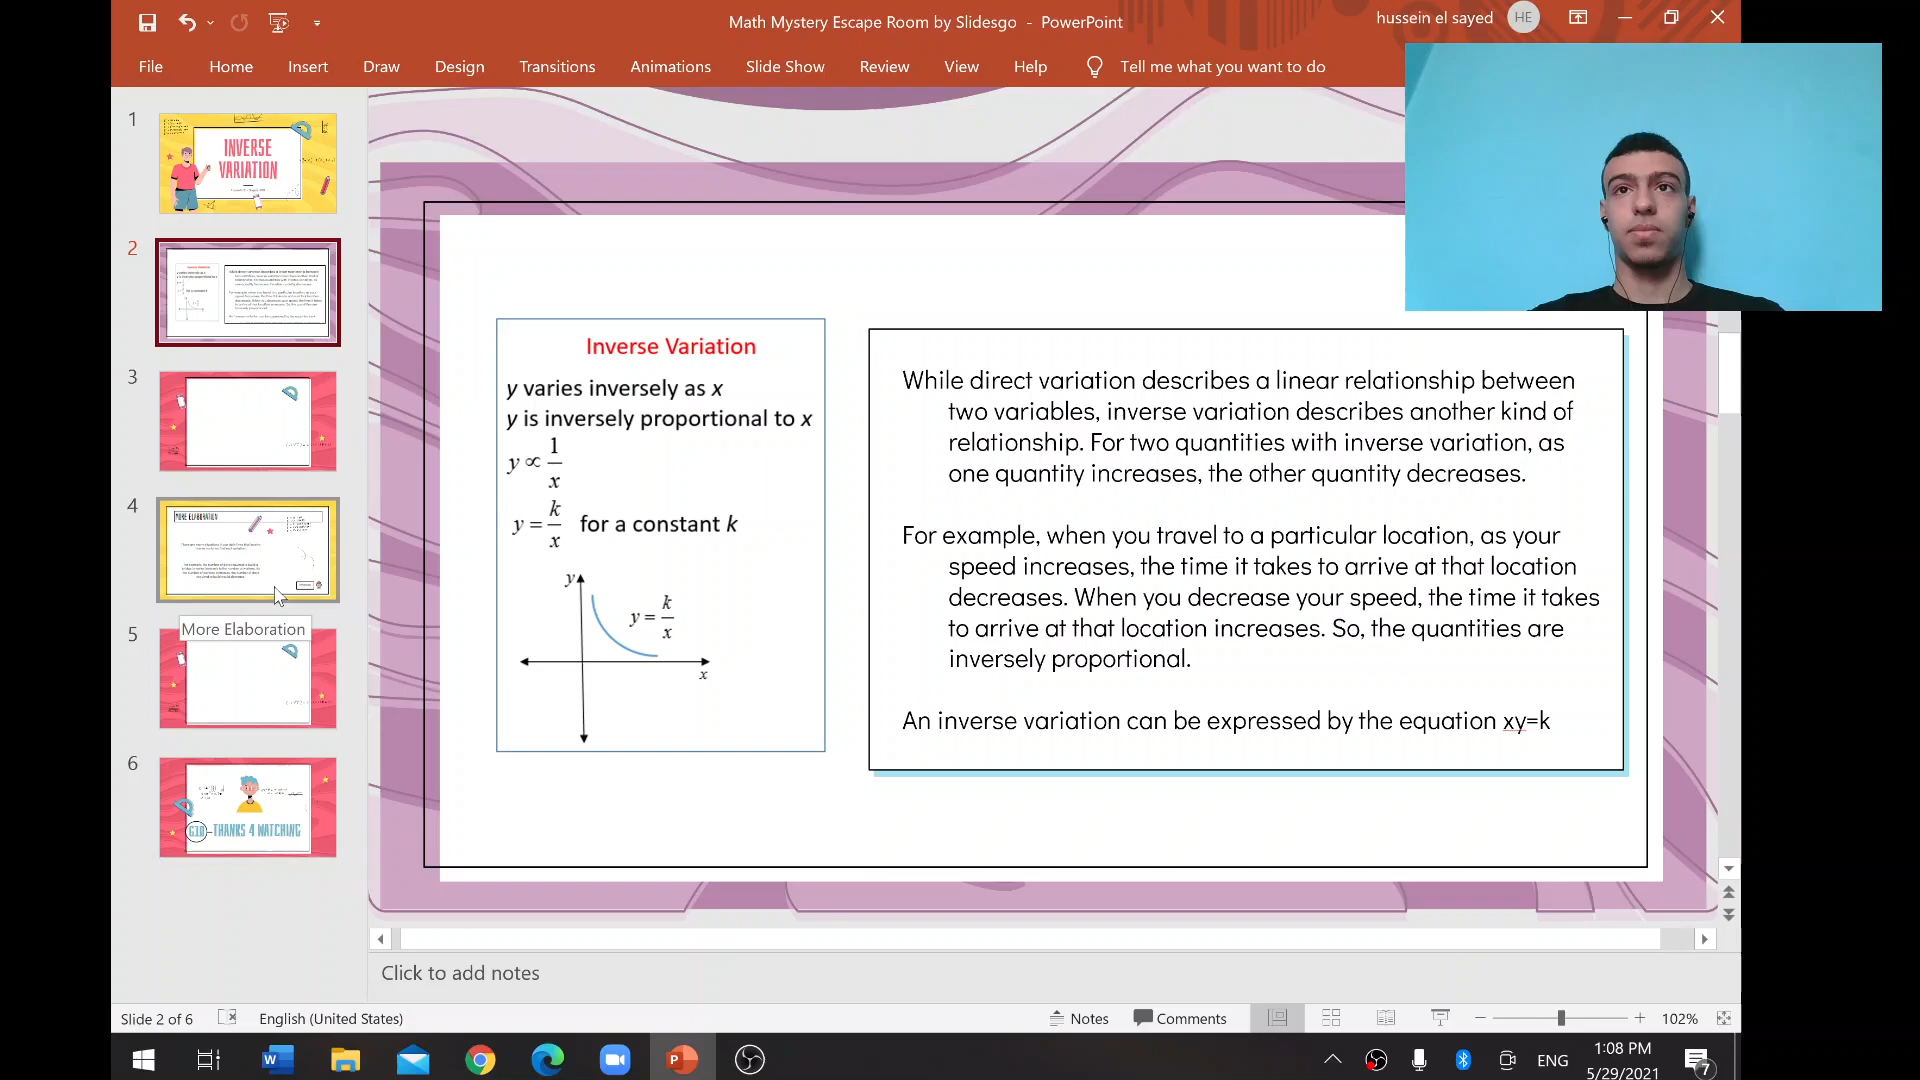 Math Mystery Escape Room by Slidesgo - PowerPoint
hussein el sayed
HE
File
Home
Insert
Draw
Design
Transitions
Animations
Slide Show
Review
View
Help
Tell me what you want to do
1
INVERSE
VARIATION
2
3
4
MORE ELABORATION
More Elaboration
5
6
G10-THANKS 4 WATCHING
Inverse Variation
y varies inversely as x
y is inversely proportional to x
y ∝ 1/x
y = k/x for a constant k
y
y = k/x
x
While direct variation describes a linear relationship between
two variables, inverse variation describes another kind of
relationship. For two quantities with inverse variation, as
one quantity increases, the other quantity decreases.
For example, when you travel to a particular location, as your
speed increases, the time it takes to arrive at that location
decreases. When you decrease your speed, the time it takes
to arrive at that location increases. So, the quantities are
inversely proportional.
An inverse variation can be expressed by the equation xy=k
Click to add notes
Slide 2 of 6
English (United States)
Notes
Comments
102%
ENG
1:08 PM
5/29/2021
7